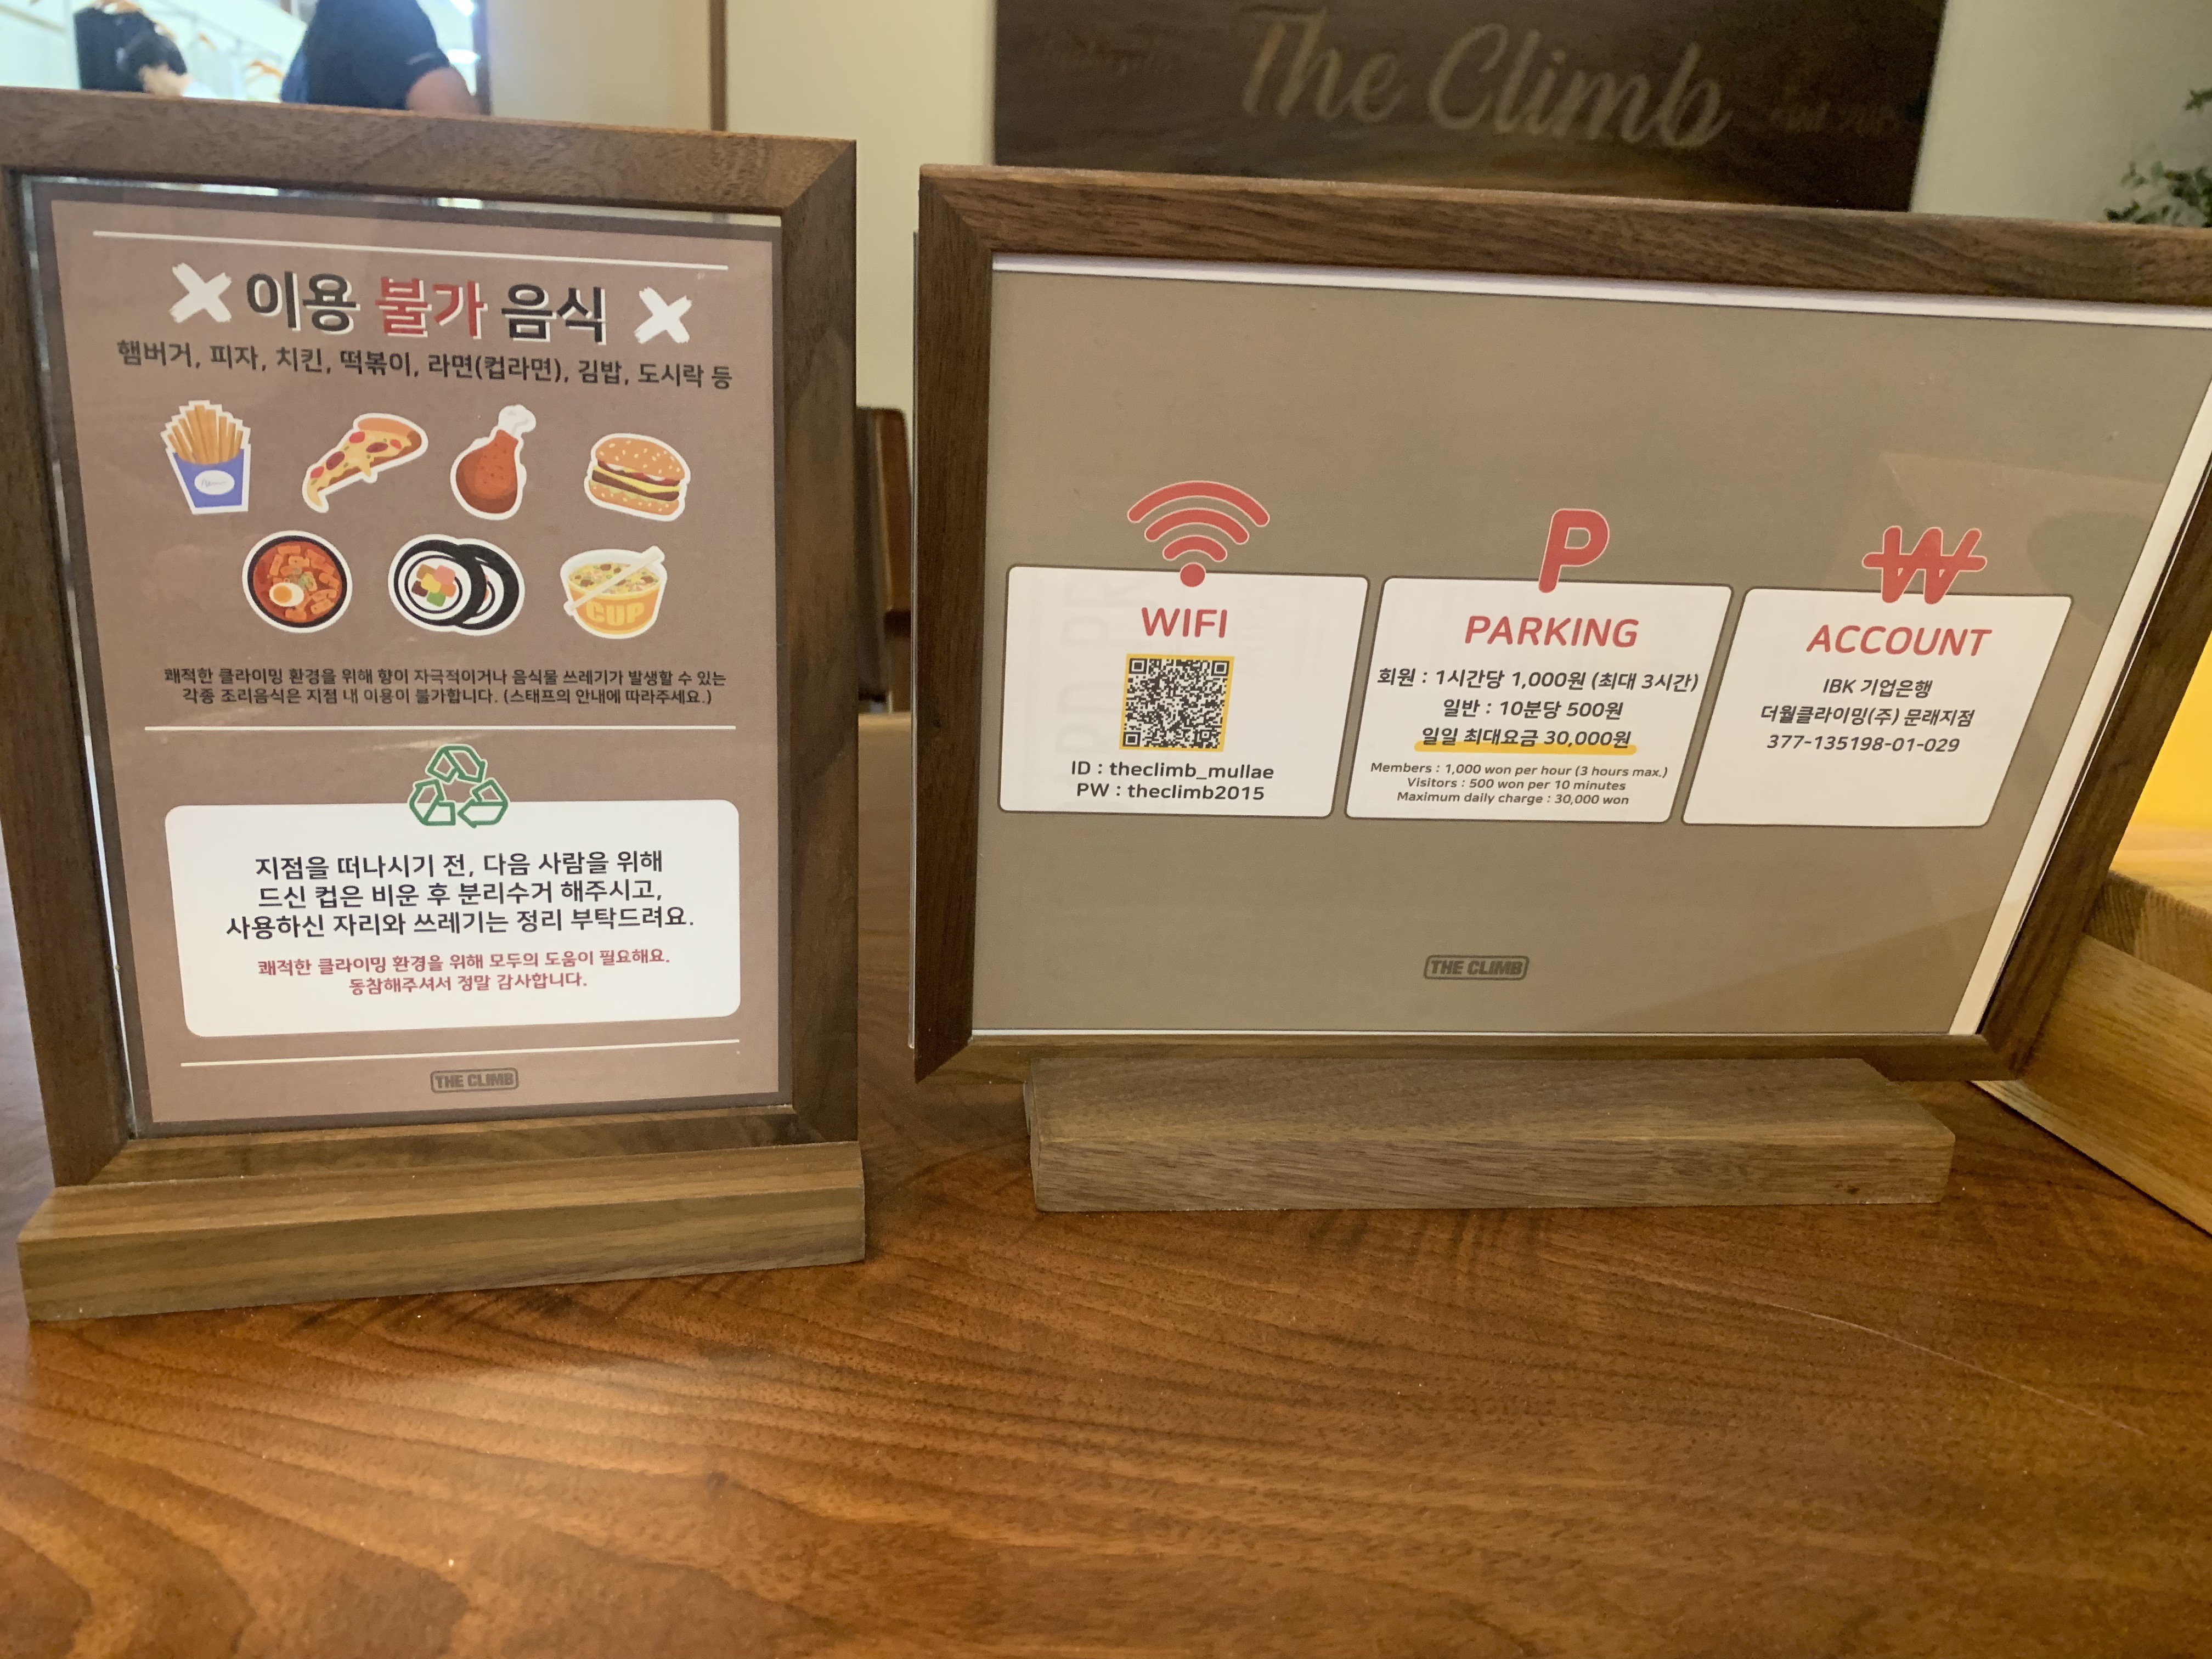 The Climb
이용 불가 음식
햄버거, 피자, 치킨, 떡볶이, 라면(컵라면), 김밥, 도시락 등
CUP
쾌적한 클라이밍 환경을 위해 향이 자극적이거나 음식물 쓰레기가 발생할 수 있는
각종 조리음식은 지점 내 이용이 불가합니다. (스태프의 안내에 따라주세요.)
지점을 떠나시기 전, 다음 사람을 위해
드신 컵은 비운 후 분리수거 해주시고,
사용하신 자리와 쓰레기는 정리 부탁드려요.
쾌적한 클라이밍 환경을 위해 모두의 도움이 필요해요.
동참해주셔서 정말 감사합니다.
THE CLIMB
WIFI
ID : theclimb_mullae
PW : theclimb2015
P
PARKING
회원 : 1시간당 1,000원 (최대 3시간)
일반 : 10분당 500원
일일 최대요금 30,000원
Members : 1,000 won per hour (3 hours max.)
Visitors : 500 won per 10 minutes
Maximum daily charge : 30,000 won
₩
ACCOUNT
IBK 기업은행
더월클라이밍(주) 문래지점
377-135198-01-029
THE CLIMB